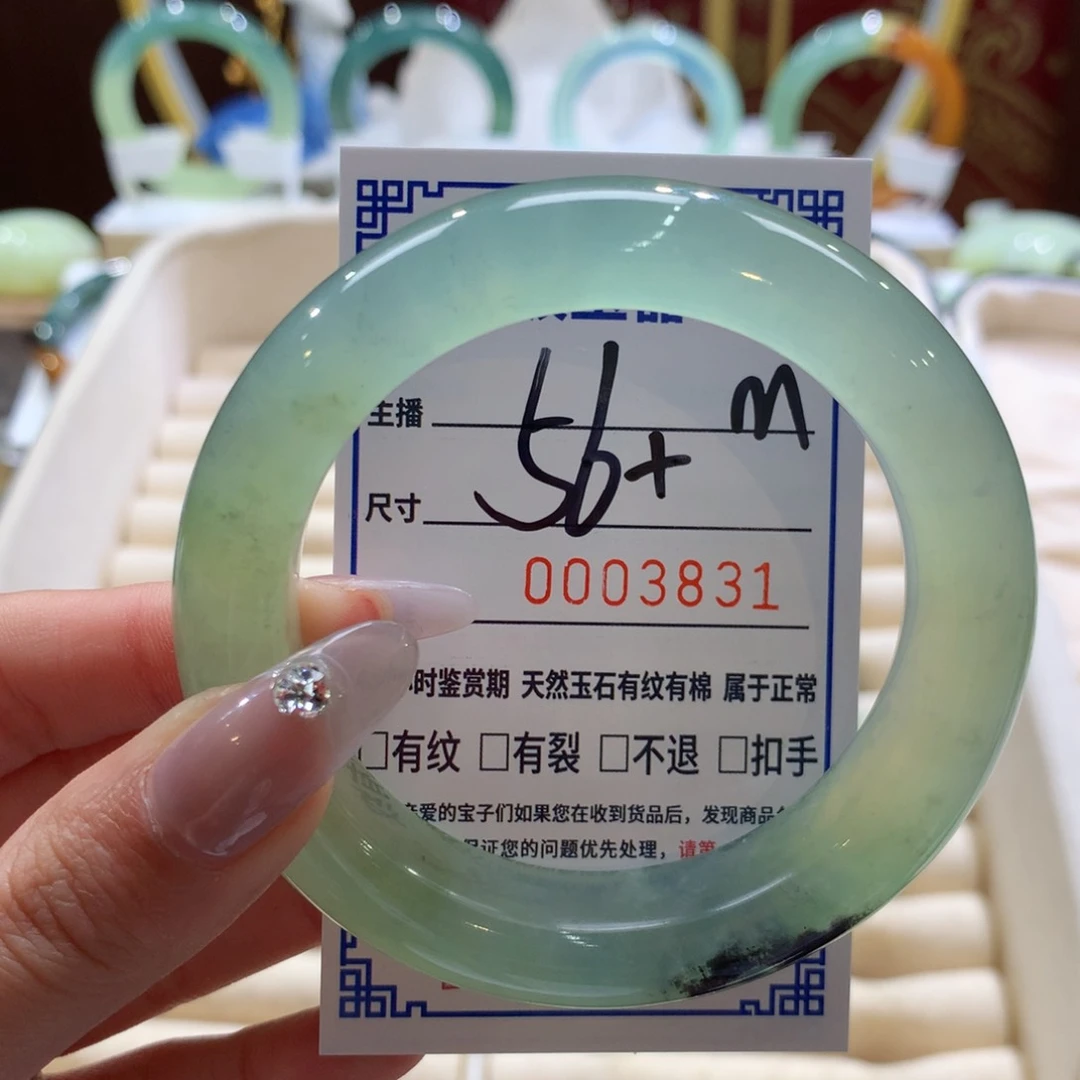 主播
m
尺寸
56+
0003831
时鉴赏期 天然玉石有纹有棉 属于正常
□有纹 □有裂 □不退 □扣手
爱的宝子们如果您在收到货品后，发现商品
保证您的问题优先处理，请